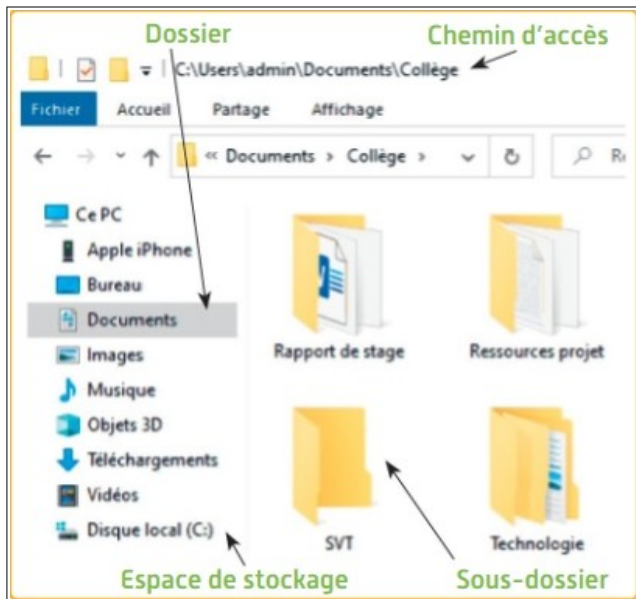 Dossier
Chemin d'accès
C:\Users\admin\Documents\Collège
Fichier Accueil Partage Affichage
« Documents › Collège ›
Ce PC
Apple iPhone
Bureau
Documents
Images
Musique
Objets 3D
Téléchargements
Vidéos
Disque local (C:)
Rapport de stage
Ressources projet
SVT
Technologie
Espace de stockage
Sous-dossier